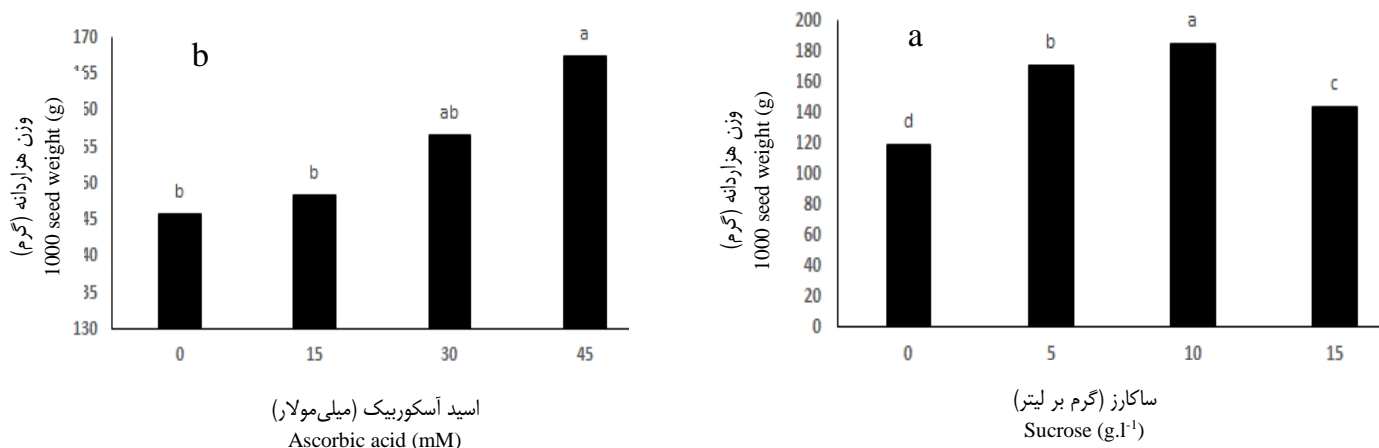 b
170
65
60
55
50
45
40
35
130
b
b
ab
a
0 15 30 45
وزن هزاردانه (گرم)
1000 seed weight (g)
اسید آسکوربیک (میلی‌مولار)
Ascorbic acid (mM)
a
200
180
160
140
120
100
80
60
40
20
0
d
b
a
c
0 5 10 15
وزن هزاردانه (گرم)
1000 seed weight (g)
ساکارز (گرم بر لیتر)
Sucrose (g.l⁻¹)